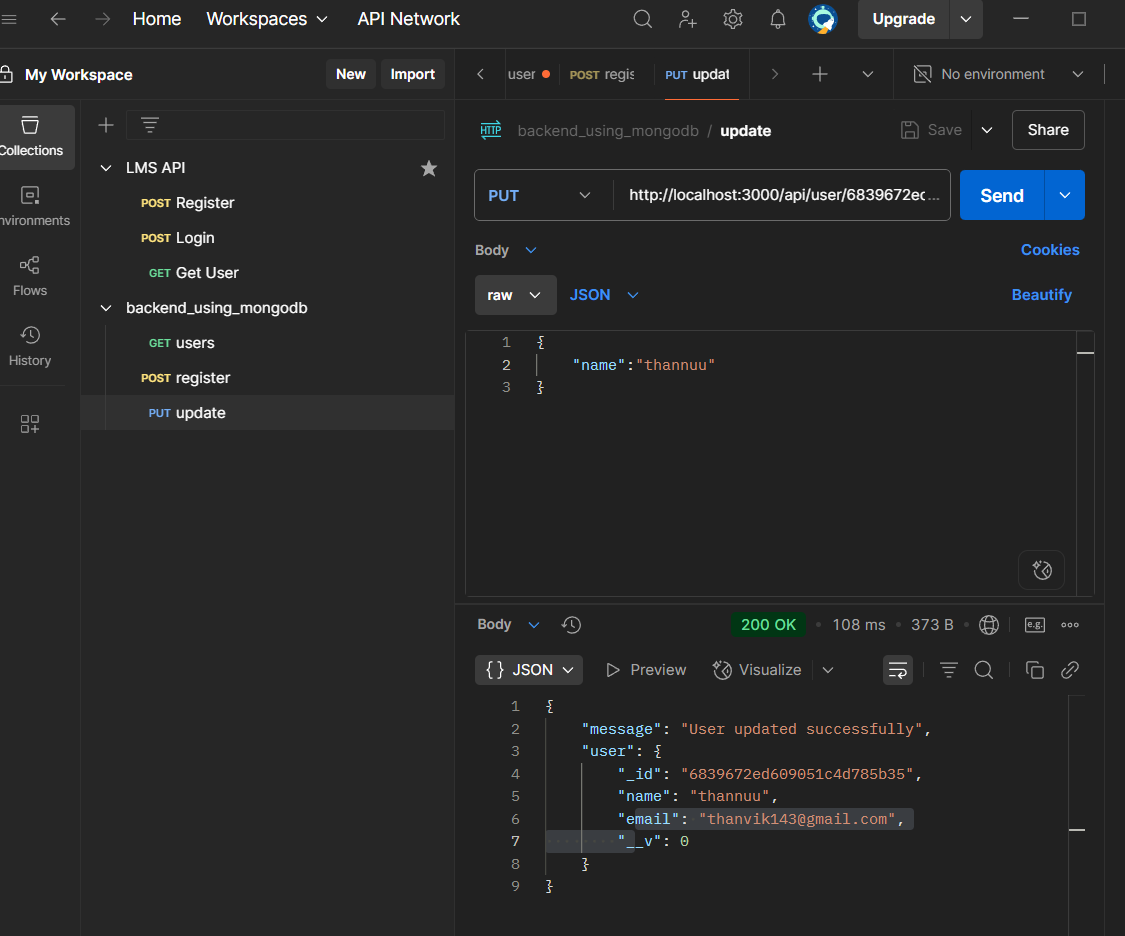 Home Workspaces API Network Upgrade
My Workspace New Import
user POST regis PUT updat No environment
Collections
nvironments
Flows
History
LMS API
POST Register
POST Login
GET Get User
backend_using_mongodb
GET users
POST register
PUT update
HTTP backend_using_mongodb / update Save Share
PUT http://localhost:3000/api/user/6839672ec... Send
Body Cookies
raw JSON Beautify
1 {
2 "name":"thannuu"
3 }
Body 200 OK • 108 ms • 373 B • e.g.
{} JSON Preview Visualize
1 {
2 "message": "User updated successfully",
3 "user": {
4 "_id": "6839672ed609051c4d785b35",
5 "name": "thannuu",
6 "email": "thanvik143@gmail.com",
7 "__v": 0
8 }
9 }